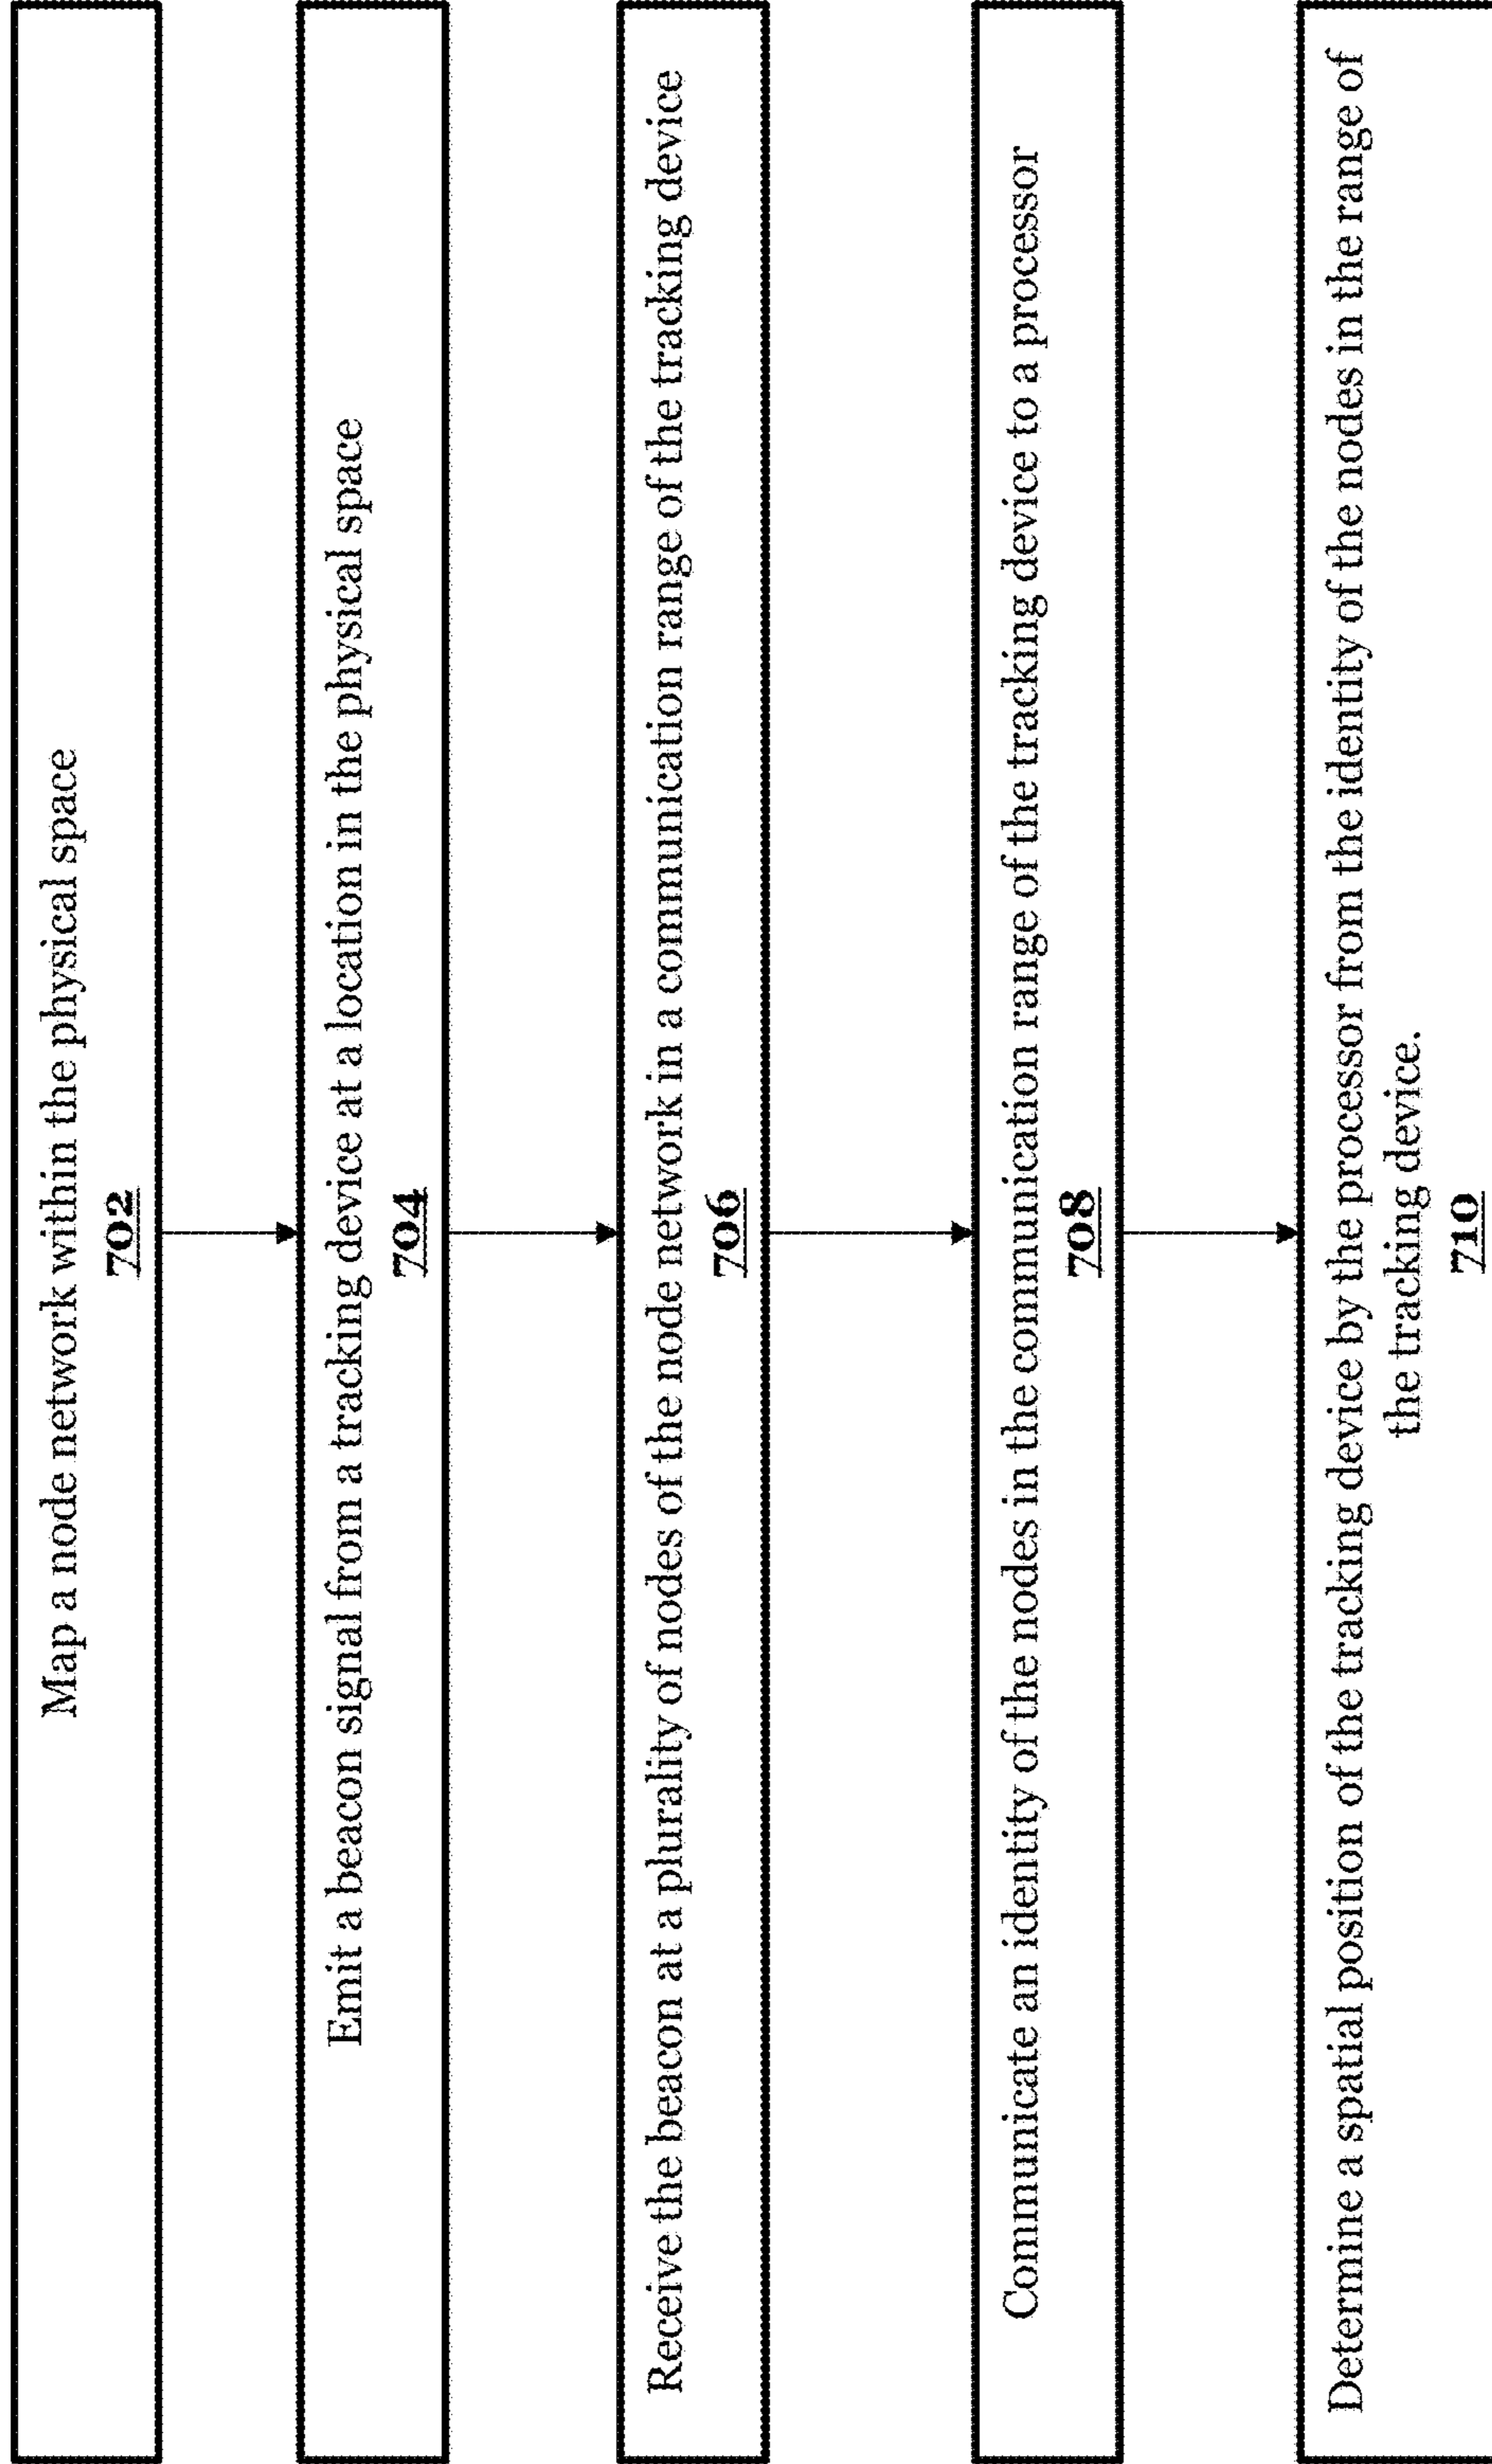 Map a node network within the physical space
702
Emit a beacon signal from a tracking device at a location in the physical space
704
Receive the beacon at a plurality of nodes of the node network in a communication range of the tracking device
706
Communicate an identity of the nodes in the communication range of the tracking device to a processor
708
Determine a spatial position of the tracking device by the processor from the identity of the nodes in the range of
the tracking device.
710